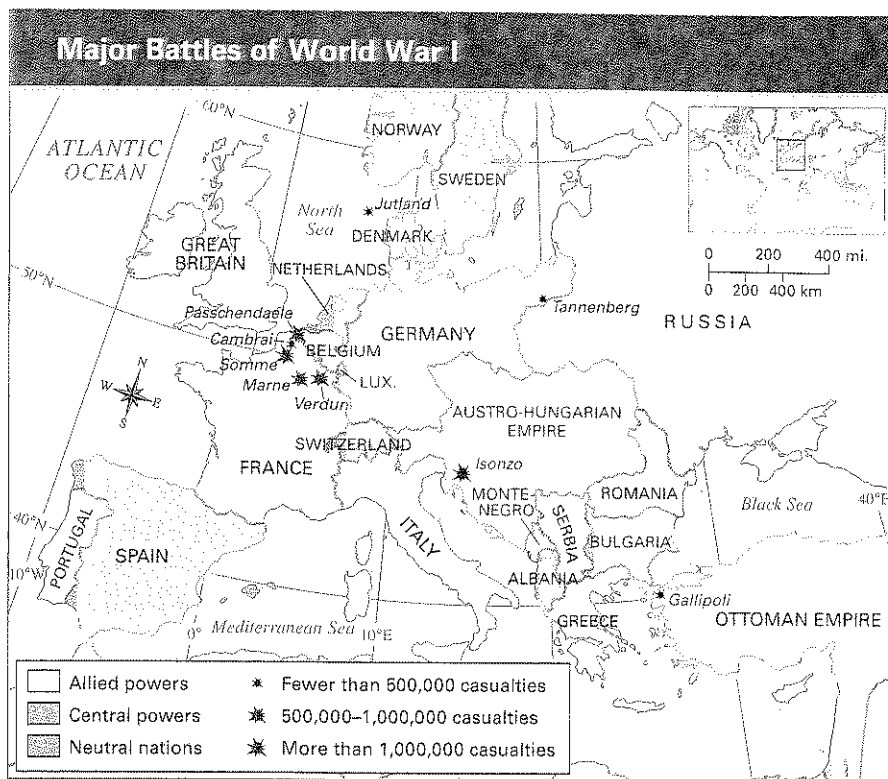 Major Battles of World War I
60°N
NORWAY
ATLANTIC
OCEAN
SWEDEN
North
Sea
Jutland
DENMARK
GREAT
BRITAIN
0 200 400 mi.
0 200 400 km
NETHERLANDS
50°N
Passchendaele
Tannenberg
RUSSIA
GERMANY
Cambrai
BELGIUM
Somme
N
W
E
S
Marne
LUX.
Verdun
AUSTRO-HUNGARIAN
EMPIRE
SWITZERLAND
FRANCE
Isonzo
MONTE-
NEGRO
ROMANIA
Black Sea
40°E
40°N
SERBIA
ITALY
BULGARIA
PORTUGAL
SPAIN
10°W
ALBANIA
Gallipoli
GREECE
OTTOMAN EMPIRE
0°
Mediterranean Sea
10°E
Allied powers
Fewer than 500,000 casualties
Central powers
500,000–1,000,000 casualties
Neutral nations
More than 1,000,000 casualties